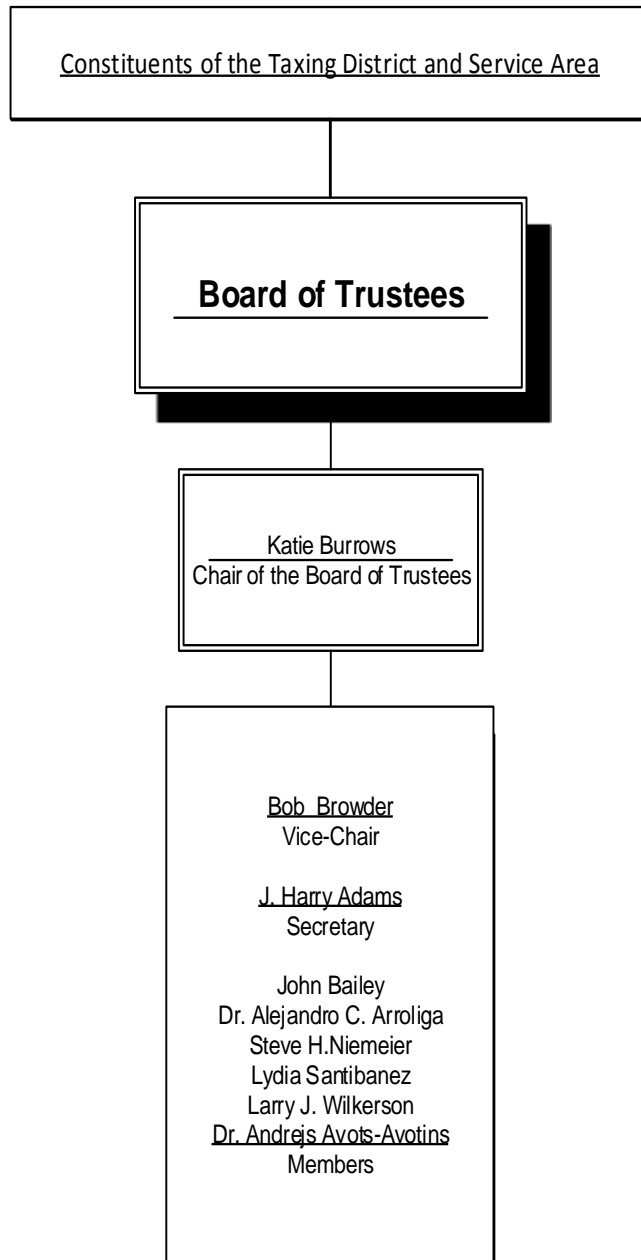 Constituents of the Taxing District and Service Area
Board of Trustees
Katie Burrows
Chair of the Board of Trustees
Bob Browder
Vice-Chair
J. Harry Adams
Secretary
John Bailey
Dr. Alejandro C. Arroliga
Steve H.Niemeier
Lydia Santibanez
Larry J. Wilkerson
Dr. Andrejs Avots-Avotins
Members